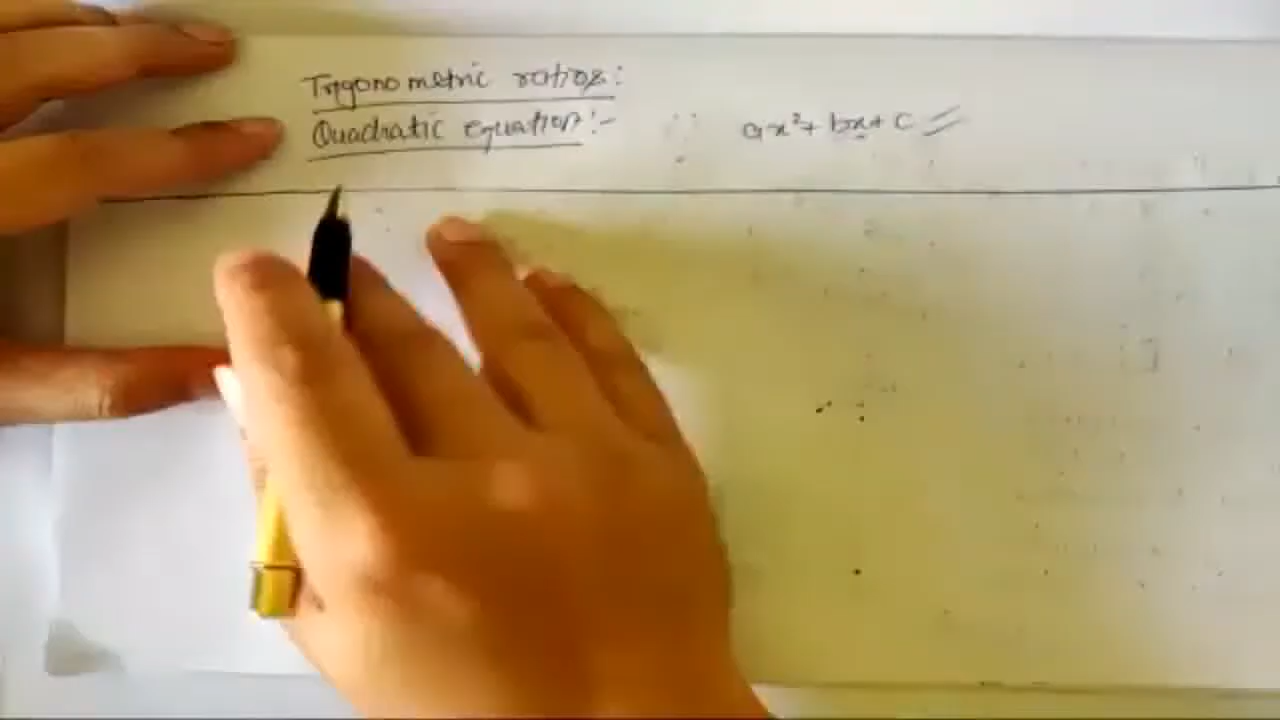 Trigonometric ratios:
Quadratic equation:- ax²+bx+c =